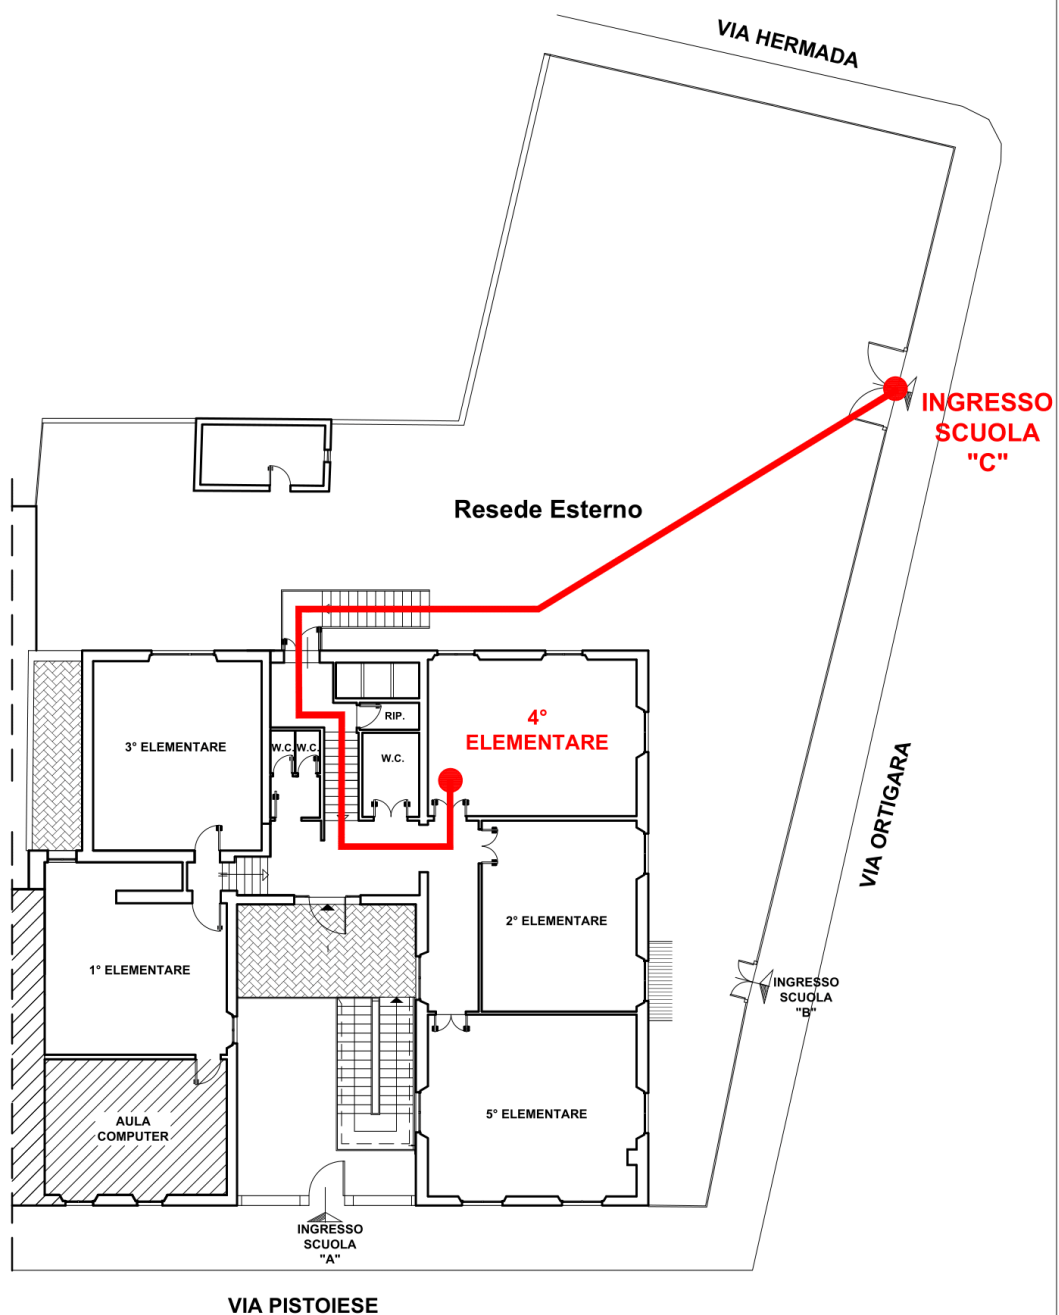 VIA HERMADA
INGRESSO
SCUOLA
"C"
Resede Esterno
RIP.
4°
ELEMENTARE
3° ELEMENTARE
W.C.
W.C.
W.C.
VIA ORTIGARA
2° ELEMENTARE
1° ELEMENTARE
INGRESSO
SCUOLA
"B"
5° ELEMENTARE
AULA
COMPUTER
INGRESSO
SCUOLA
"A"
VIA PISTOIESE